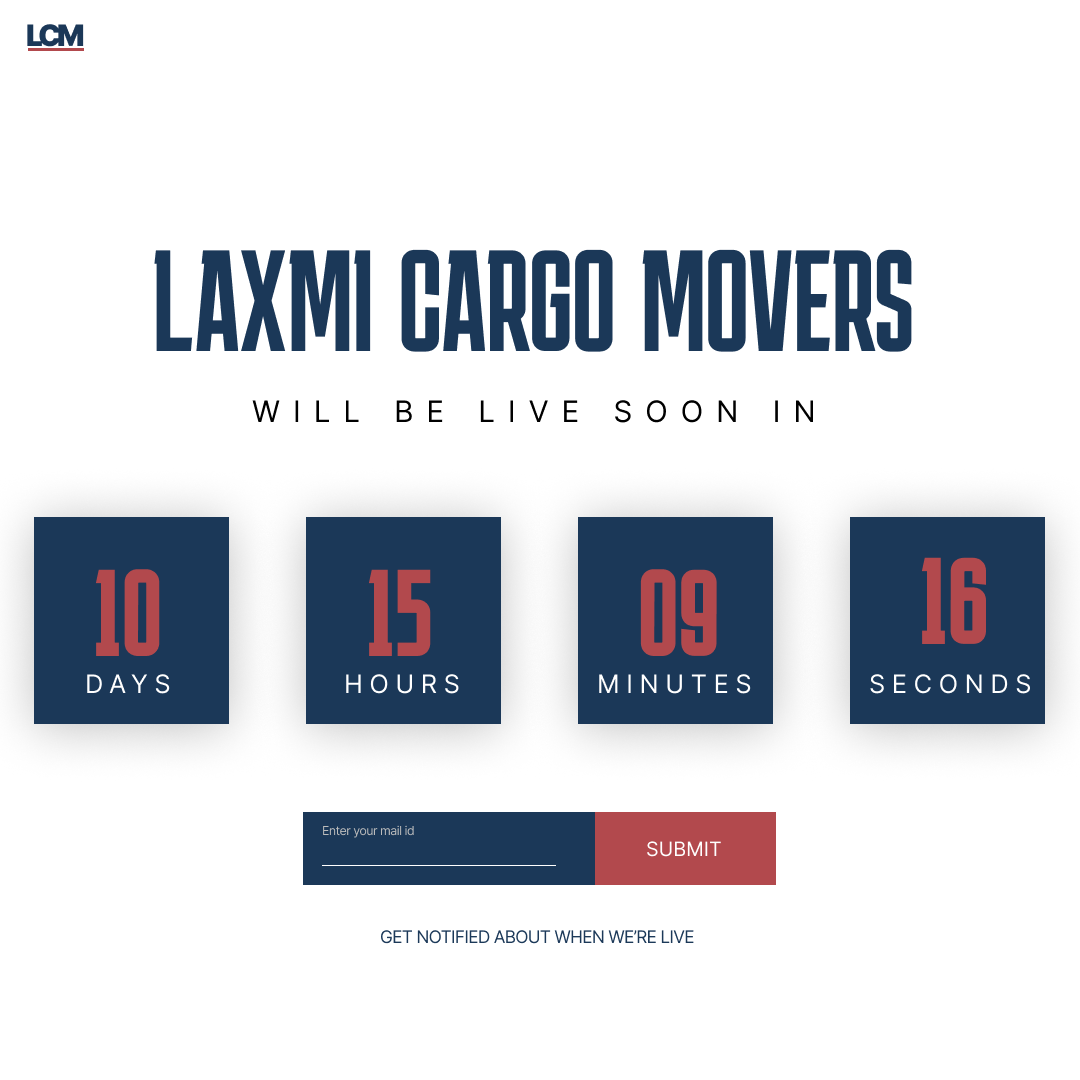 LCM
LAXMI CARGO MOVERS
WILL BE LIVE SOON IN
10
DAYS
15
HOURS
09
MINUTES
16
SECONDS
Enter your mail id
SUBMIT
GET NOTIFIED ABOUT WHEN WE'RE LIVE